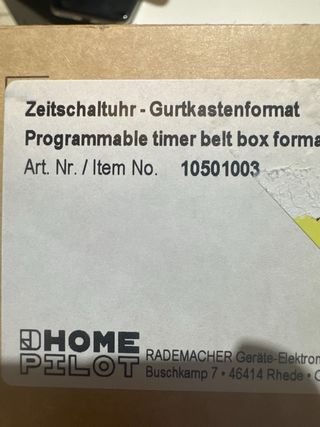 Zeitschaltuhr - Gurtkastenformat
Programmable timer belt box forma
Art. Nr. / Item No. 10501003
HOME
PILOT
RADEMACHER Geräte-Elektron
Buschkamp 7 • 46414 Rhede •